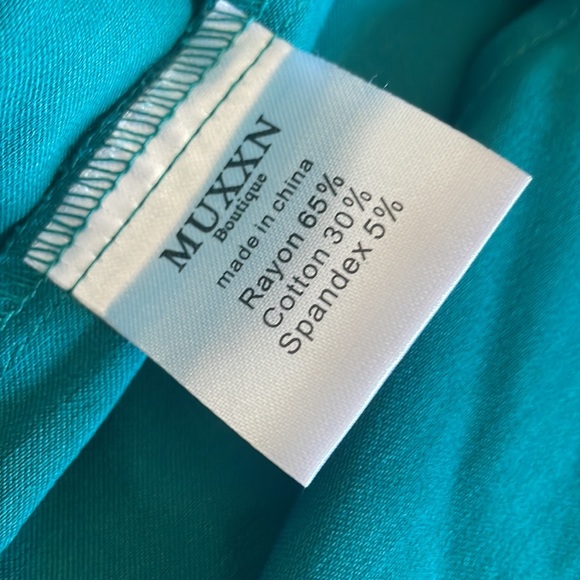 MUXXN
Boutique
made in china
Rayon 65%
Cotton 30%
Spandex 5%